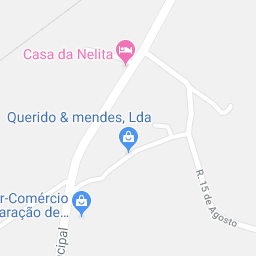 Casa da Nelita
Querido & mendes, Lda
R. 15 de Agosto
r-Comércio
aração de...
cipal